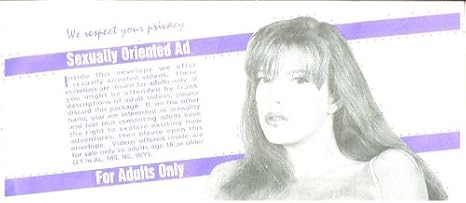 We respect your privacy
Sexually Oriented Ad
Inside this envelope we offer
sexually oriented videos. These
materials are meant for adults only. If
you might be offended by frank
descriptions of adult videos, please
discard this package. If, on the other
hand, you are interested in sexuality
and feel that consenting adults have
the right to explore exciting new
adventures, then please open this
envelope. Videos offered inside are
for sale only to adults, age 18 or older
(21 in AL, MS, NE, WY).
For Adults Only